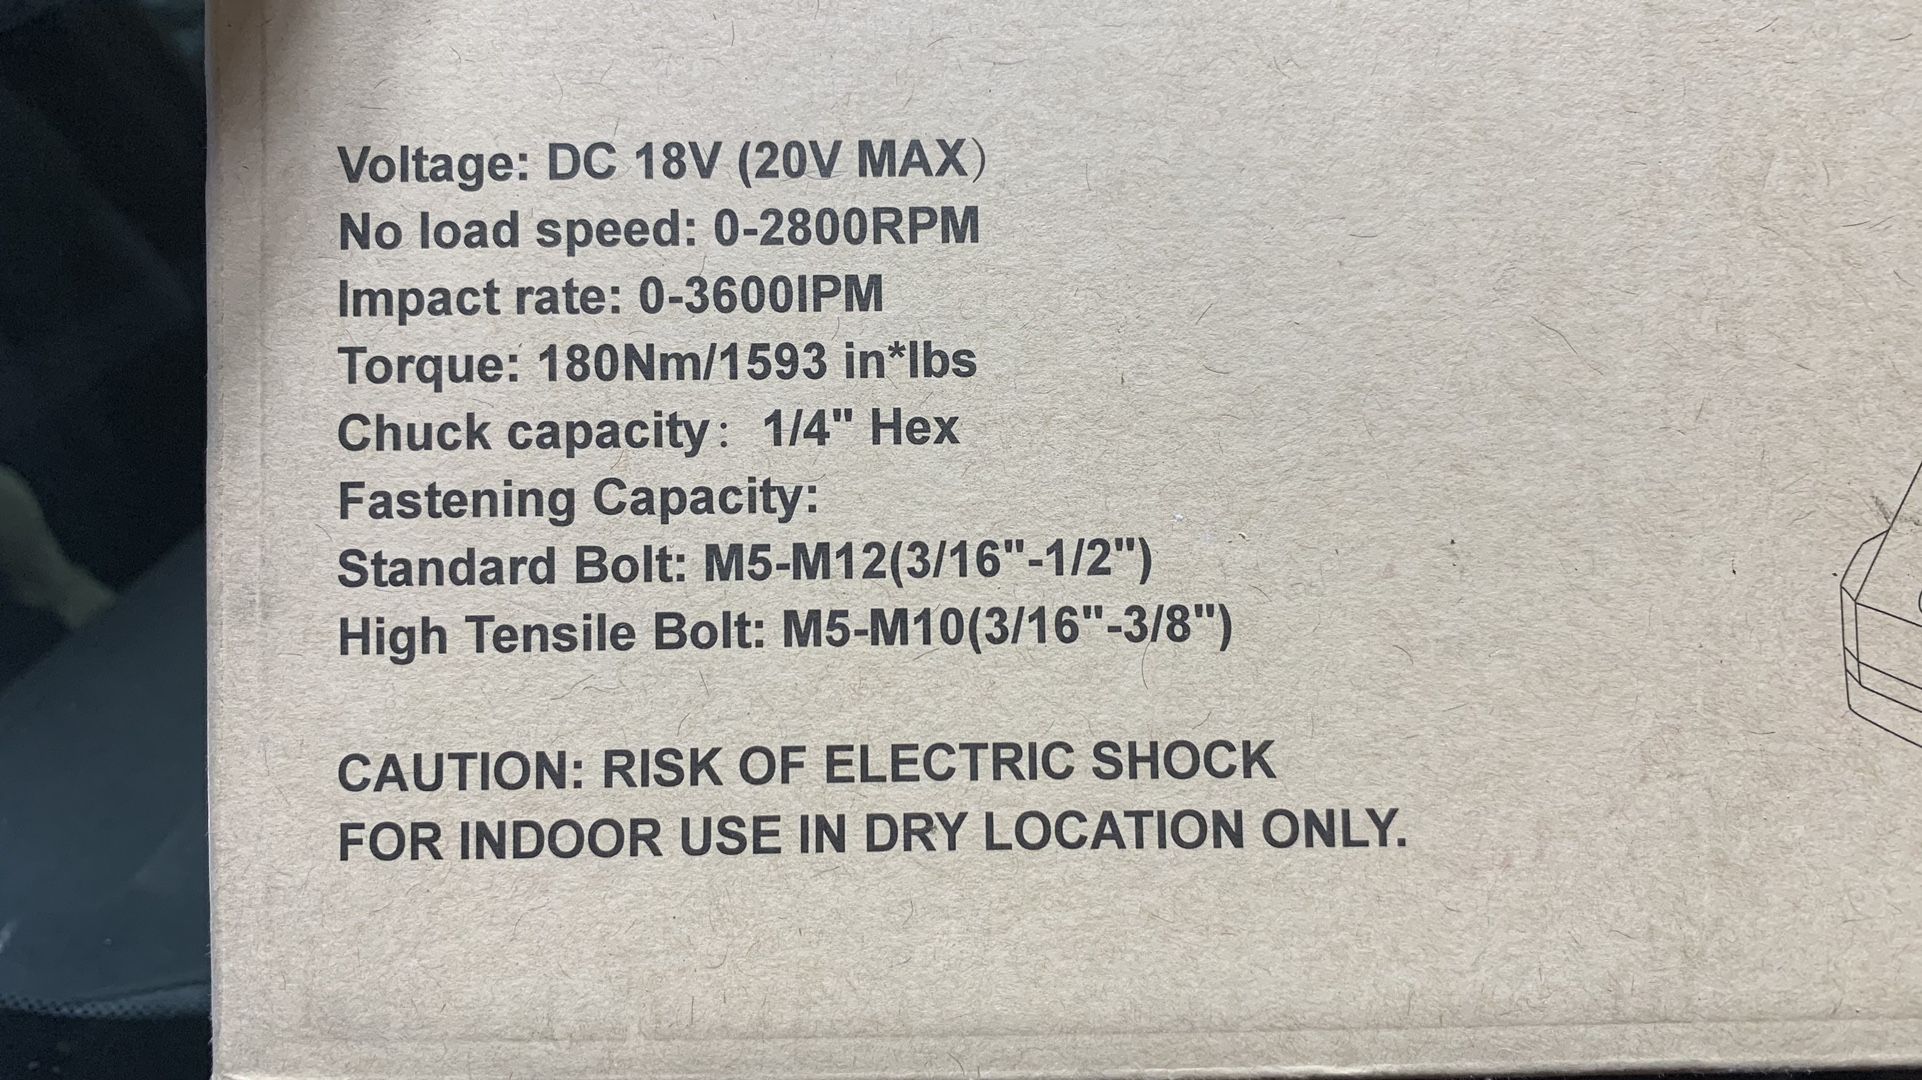 Voltage: DC 18V (20V MAX）
No load speed: 0-2800RPM
Impact rate: 0-3600IPM
Torque: 180Nm/1593 in*lbs
Chuck capacity： 1/4" Hex
Fastening Capacity:
Standard Bolt: M5-M12(3/16"-1/2")
High Tensile Bolt: M5-M10(3/16"-3/8")
CAUTION: RISK OF ELECTRIC SHOCK
FOR INDOOR USE IN DRY LOCATION ONLY.